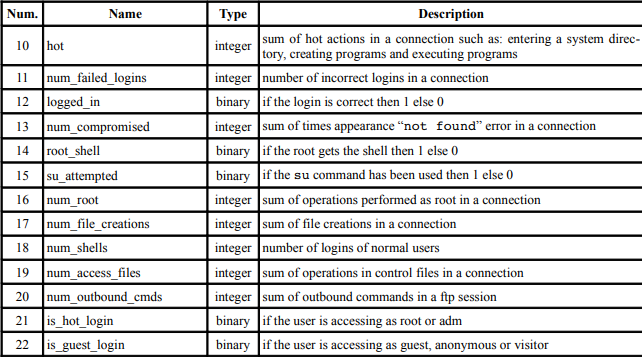 Num. Name Type Description
10 hot integer sum of hot actions in a connection such as: entering a system direc-
tory, creating programs and executing programs
11 num_failed_logins integer number of incorrect logins in a connection
12 logged_in binary if the login is correct then 1 else 0
13 num_compromised integer sum of times appearance “not found” error in a connection
14 root_shell binary if the root gets the shell then 1 else 0
15 su_attempted binary if the su command has been used then 1 else 0
16 num_root integer sum of operations performed as root in a connection
17 num_file_creations integer sum of file creations in a connection
18 num_shells integer number of logins of normal users
19 num_access_files integer sum of operations in control files in a connection
20 num_outbound_cmds integer sum of outbound commands in a ftp session
21 is_hot_login binary if the user is accessing as root or adm
22 is_guest_login binary if the user is accessing as guest, anonymous or visitor